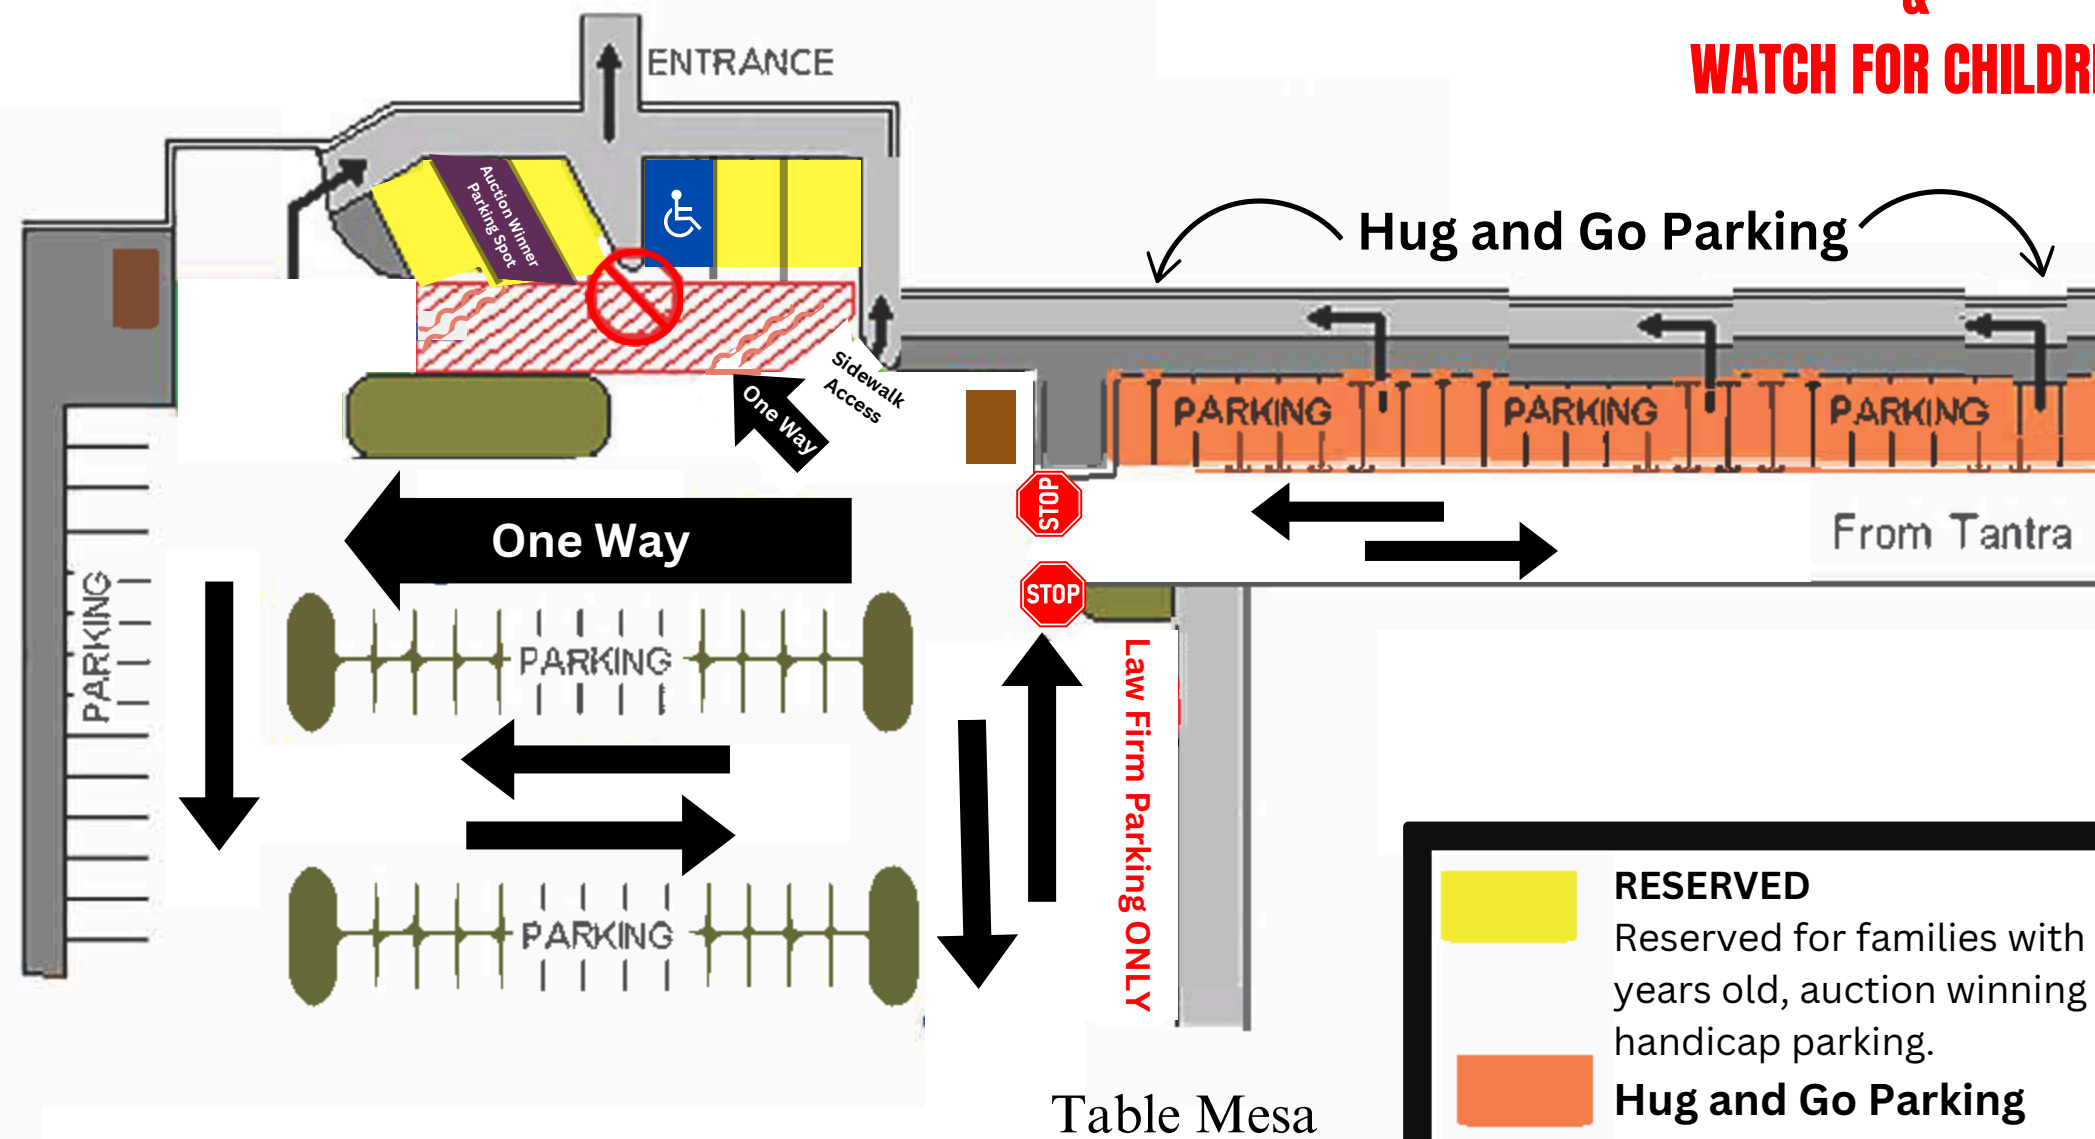 &
WATCH FOR CHILDRE
ENTRANCE
Auction Winner
Parking Spot
Hug and Go Parking
Sidewalk
Access
One Way
PARKING
PARKING
PARKING
STOP
One Way
From Tantra
STOP
PARKING
PARKING
Law Firm Parking ONLY
PARKING
RESERVED
Reserved for families with
years old, auction winning
handicap parking.
Hug and Go Parking
Table Mesa